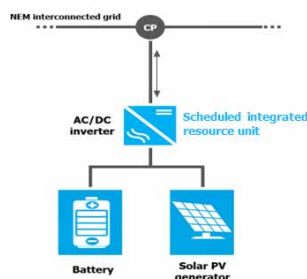 NEM interconnected grid
CP
AC/DC
inverter
Scheduled integrated
resource unit
Battery
Solar PV
generator